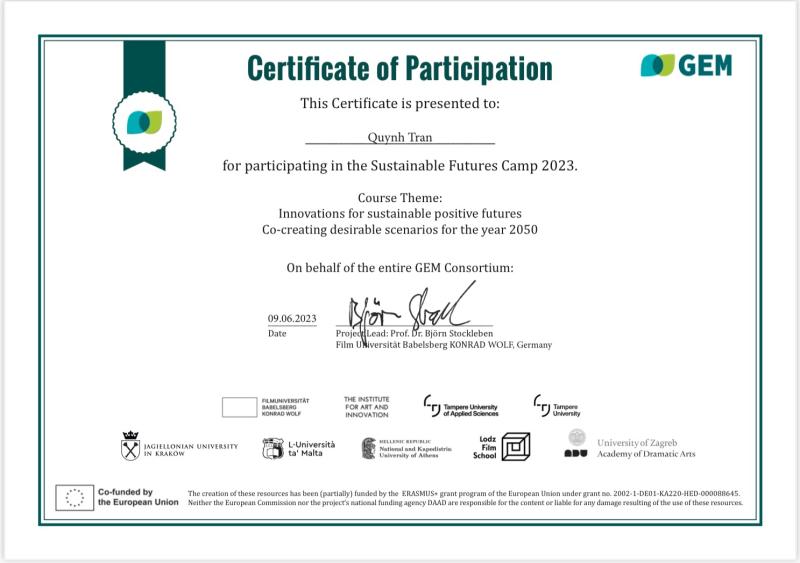 Certificate of Participation
GEM
This Certificate is presented to:
Quynh Tran
for participating in the Sustainable Futures Camp 2023.
Course Theme:
Innovations for sustainable positive futures
Co-creating desirable scenarios for the year 2050
On behalf of the entire GEM Consortium:
09.06.2023
Date
Project Lead: Prof. Dr. Björn Stockleben
Film Universität Babelsberg KONRAD WOLF, Germany
FILMUNIVERSITÄT
BABELSBERG
KONRAD WOLF
THE INSTITUTE
FOR ART AND
INNOVATION
Tampere University
of Applied Sciences
Tampere
University
JAGIELLONIAN UNIVERSITY
IN KRAKÓW
L-Università
ta' Malta
HELLENIC REPUBLIC
National and Kapodistrian
University of Athens
Lodz
Film
School
ADU
University of Zagreb
Academy of Dramatic Arts
Co-funded by
the European Union
The creation of these resources has been (partially) funded by the ERASMUS+ grant program of the European Union under grant no. 2002-1-DE01-KA220-HED-000088645.
Neither the European Commission nor the project's national funding agency DAAD are responsible for the content or liable for any damage resulting of the use of these resources.